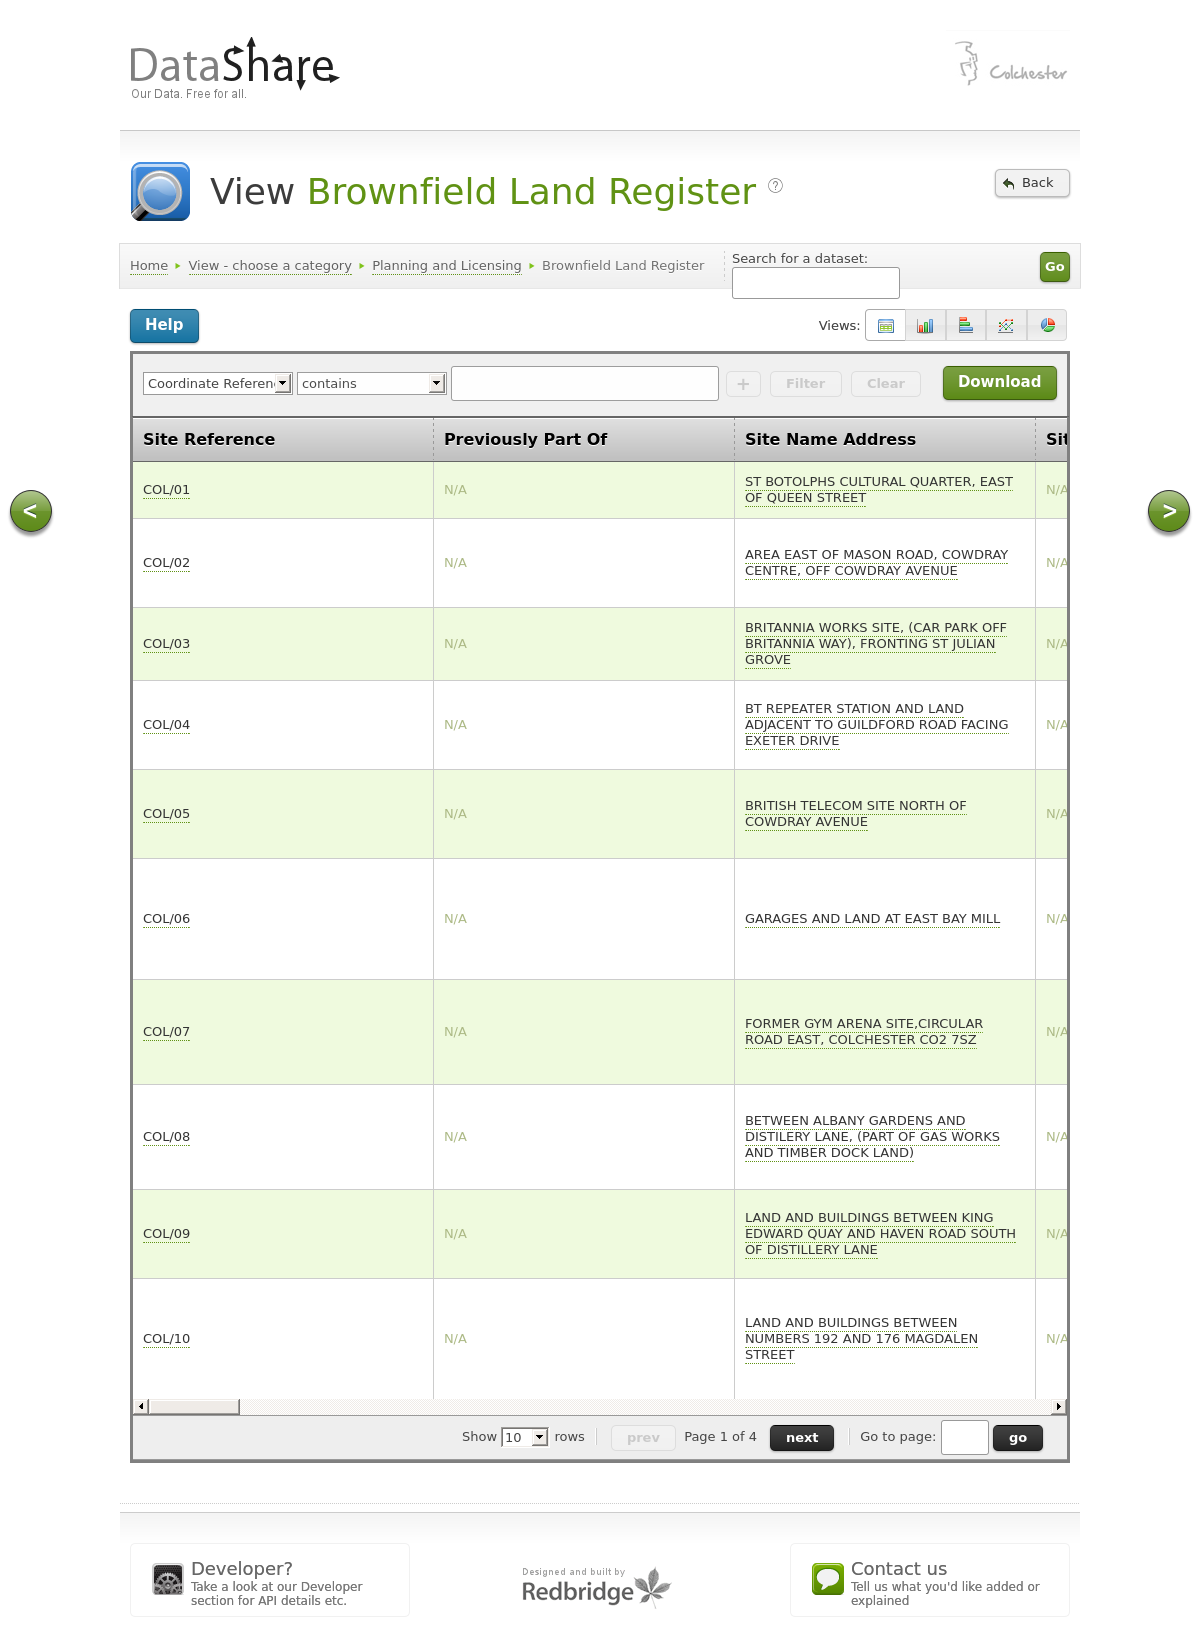 DataShare
Our Data. Free for all.
Colchester
View Brownfield Land Register ?
Back
Home View - choose a category Planning and Licensing Brownfield Land Register
Search for a dataset:
Go
Help
Views:
contains
+ Filter Clear Download
Site Reference Previously Part Of Site Name Address
COL/01 N/A ST BOTOLPHS CULTURAL QUARTER, EAST
OF QUEEN STREET
N/A
COL/02 N/A AREA EAST OF MASON ROAD, COWDRAY
CENTRE, OFF COWDRAY AVENUE
N/A
COL/03 N/A BRITANNIA WORKS SITE, (CAR PARK OFF
BRITANNIA WAY), FRONTING ST JULIAN
GROVE
N/A
COL/04 N/A BT REPEATER STATION AND LAND
ADJACENT TO GUILDFORD ROAD FACING
EXETER DRIVE
N/A
COL/05 N/A BRITISH TELECOM SITE NORTH OF
COWDRAY AVENUE
N/A
COL/06 N/A GARAGES AND LAND AT EAST BAY MILL N/A
COL/07 N/A FORMER GYM ARENA SITE,CIRCULAR
ROAD EAST, COLCHESTER CO2 7SZ
N/A
COL/08 N/A BETWEEN ALBANY GARDENS AND
DISTILERY LANE, (PART OF GAS WORKS
AND TIMBER DOCK LAND)
N/A
COL/09 N/A LAND AND BUILDINGS BETWEEN KING
EDWARD QUAY AND HAVEN ROAD SOUTH
OF DISTILLERY LANE
N/A
COL/10 N/A LAND AND BUILDINGS BETWEEN
NUMBERS 192 AND 176 MAGDALEN
STREET
N/A
< >
Show 10 rows prev Page 1 of 4 next Go to page: go
Developer?
Take a look at our Developer
section for API details etc.
Designed and built by
Redbridge
Contact us
Tell us what you'd like added or
explained